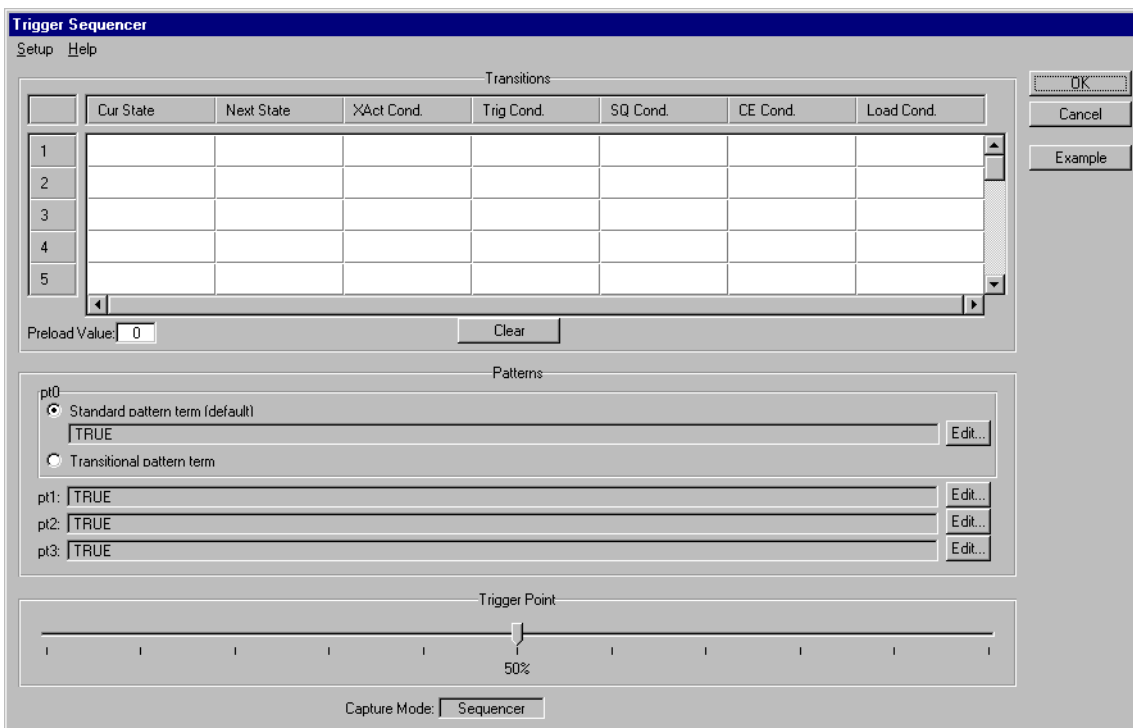 Trigger Sequencer
Setup Help
Transitions
Cur State Next State XAct Cond. Trig Cond. SQ Cond. CE Cond. Load Cond.
1
2
3
4
5
Preload Value: 0 Clear
OK
Cancel
Example
Patterns
pt0
Standard pattern term (default)
TRUE Edit...
Transitional pattern term
pt1: TRUE Edit...
pt2: TRUE Edit...
pt3: TRUE Edit...
Trigger Point
50%
Capture Mode: Sequencer